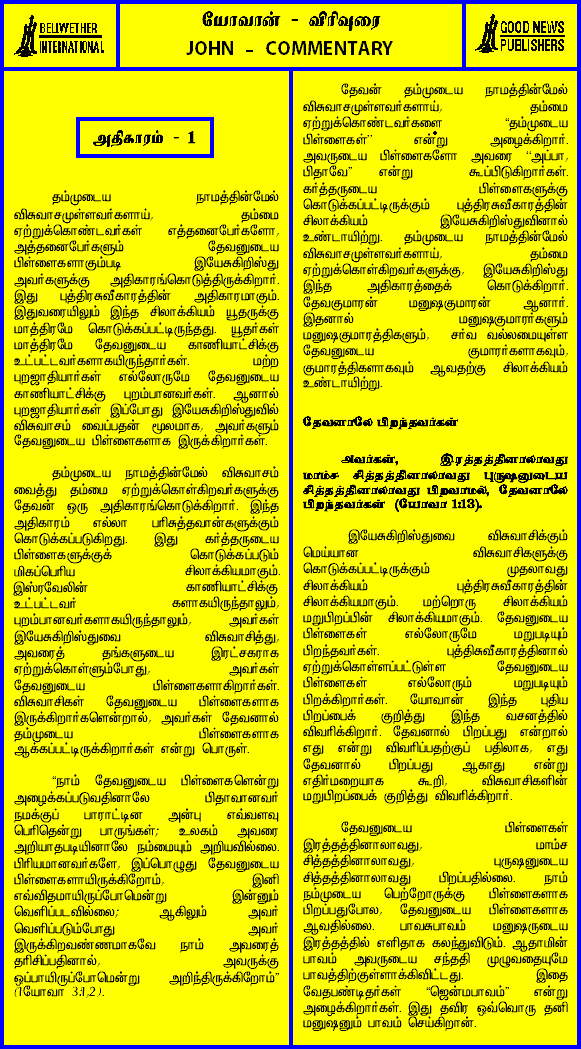 BELWETHER
INTERNATIONAL
யோவான் - விரிவுரை
JOHN - COMMENTARY
GOOD NEWS
PUBLISHERS
அதிகாரம் - 1
தம்முடைய நாமத்தின்மேல்
விசுவாசமுள்ளவர்களாய், தம்மை
ஏற்றுக்கொண்டவர்கள் எத்தனைபேர்களோ,
அத்தனைபேர்களும் தேவனுடைய
பிள்ளைகளாகும்படி இயேசுகிறிஸ்து
அவர்களுக்கு அதிகாரங்கொடுத்திருக்கிறார்.
இது புத்திரசுவீகாரத்தின் அதிகாரமாகும்.
இதுவரையிலும் இந்த சிலாக்கியம் யூதருக்கு
மாத்திரமே கொடுக்கப்பட்டிருந்தது. யூதர்கள்
மாத்திரமே தேவனுடைய காணியாட்சிக்கு
உட்பட்டவர்களாகயிருந்தார்கள். மற்ற
புறஜாதியார்கள் எல்லோருமே தேவனுடைய
காணியாட்சிக்கு புறம்பானவர்கள். ஆனால்
புறஜாதியார்கள் இப்போது இயேசுகிறிஸ்துவில்
விசுவாசம் வைப்பதன் மூலமாக, அவர்களும்
தேவனுடைய பிள்ளைகளாக இருக்கிறார்கள்.
தம்முடைய நாமத்தின்மேல் விசுவாசம்
வைத்து தம்மை ஏற்றுக்கொள்கிறவர்களுக்கு
தேவன் ஒரு அதிகாரங்கொடுக்கிறார். இந்த
அதிகாரம் எல்லா பரிசுத்தவான்களுக்கும்
கொடுக்கப்படுகிறது. இது கர்த்தருடைய
பிள்ளைகளுக்குக் கொடுக்கப்படும்
மிகப்பெரிய சிலாக்கியமாகும்.
இஸ்ரவேலின் காணியாட்சிக்கு
உட்பட்டவர் களாகயிருந்தாலும்,
புறம்பானவர்களாகயிருந்தாலும், அவர்கள்
இயேசுகிறிஸ்துவை விசுவாசித்து,
அவரைத் தங்களுடைய இரட்சகராக
ஏற்றுக்கொள்ளும்போது, அவர்கள்
தேவனுடைய பிள்ளைகளாகிறார்கள்.
விசுவாசிகள் தேவனுடைய பிள்ளைகளாக
இருக்கிறார்களென்றால், அவர்கள் தேவனால்
தம்முடைய பிள்ளைகளாக
ஆக்கப்பட்டிருக்கிறார்கள் என்று பொருள்.
“நாம் தேவனுடைய பிள்ளைகளென்று
அழைக்கப்படுவதினாலே பிதாவானவர்
நமக்குப் பாராட்டின அன்பு எவ்வளவு
பெரிதென்று பாருங்கள்; உலகம் அவரை
அறியாதபடியினாலே நம்மையும் அறியவில்லை.
பிரியமானவர்களே, இப்பொழுது தேவனுடைய
பிள்ளைகளாயிருக்கிறோம், இனி
எவ்விதமாயிருப்போமென்று இன்னும்
வெளிப்படவில்லை; ஆகிலும் அவர்
வெளிப்படும்போது அவர்
இருக்கிறவண்ணமாகவே நாம் அவரைத்
தரிசிப்பதினால், அவருக்கு
ஒப்பாயிருப்போமென்று அறிந்திருக்கிறோம்”
(1யோவா 3:1,2).
தேவன் தம்முடைய நாமத்தின்மேல்
விசுவாசமுள்ளவர்களாய், தம்மை
ஏற்றுக்கொண்டவர்களை “தம்முடைய
பிள்ளைகள்” என்று அழைக்கிறார்.
அவருடைய பிள்ளைகளோ அவரை “அப்பா,
பிதாவே” என்று கூப்பிடுகிறார்கள்.
கர்த்தருடைய பிள்ளைகளுக்கு
கொடுக்கப்பட்டிருக்கும் புத்திரசுவீகாரத்தின்
சிலாக்கியம் இயேசுகிறிஸ்துவினால்
உண்டாயிற்று. தம்முடைய நாமத்தின்மேல்
விசுவாசமுள்ளவர்களாய், தம்மை
ஏற்றுக்கொள்கிறவர்களுக்கு, இயேசுகிறிஸ்து
இந்த அதிகாரத்தைக் கொடுக்கிறார்.
தேவகுமாரன் மனுஷகுமாரன் ஆனார்.
இதனால் மனுஷகுமாரர்களும்
மனுஷகுமாரத்திகளும், சர்வ வல்லமையுள்ள
தேவனுடைய குமாரர்களாகவும்,
குமாரத்திகளாகவும் ஆவதற்கு சிலாக்கியம்
உண்டாயிற்று.
தேவனாலே பிறந்தவர்கள்
அவர்கள், இரத்தத்தினாலாவது
மாம்ச சித்தத்தினாலாவது புருஷனுடைய
சித்தத்தினாலாவது பிறவாமல், தேவனாலே
பிறந்தவர்கள் (யோவா 1:13).
இயேசுகிறிஸ்துவை விசுவாசிக்கும்
மெய்யான விசுவாசிகளுக்கு
கொடுக்கப்பட்டிருக்கும் முதலாவது
சிலாக்கியம் புத்திரசுவீகாரத்தின்
சிலாக்கியமாகும். மற்றொரு சிலாக்கியம்
மறுபிறப்பின் சிலாக்கியமாகும். தேவனுடைய
பிள்ளைகள் எல்லோருமே மறுபடியும்
பிறந்தவர்கள். புத்திசுவீகாரத்தினால்
ஏற்றுக்கொள்ளப்பட்டுள்ள தேவனுடைய
பிள்ளைகள் எல்லோரும் மறுபடியும்
பிறக்கிறார்கள். யோவான் இந்த புதிய
பிறப்பைக் குறித்து இந்த வசனத்தில்
விவரிக்கிறார். தேவனால் பிறப்பது என்றால்
எது என்று விவரிப்பதற்குப் பதிலாக, எது
தேவனால் பிறப்பது ஆகாது என்று
எதிர்மறையாக கூறி, விசுவாசிகளின்
மறுபிறப்பைக் குறித்து விவரிக்கிறார்.
தேவனுடைய பிள்ளைகள்
இரத்தத்தினாலாவது, மாம்ச
சித்தத்தினாலாவது, புருஷனுடைய
சித்தத்தினாலாவது பிறப்பதில்லை. நாம்
நம்முடைய பெற்றோருக்கு பிள்ளைகளாக
பிறப்பதுபோல, தேவனுடைய பிள்ளைகளாக
ஆவதில்லை. பாவசுபாவம் மனுஷருடைய
இரத்தத்தில் எளிதாக கலந்துவிடும். ஆதாமின்
பாவம் அவருடைய சந்ததி முழுவதையுமே
பாவத்திற்குள்ளாக்கிவிட்டது. இதை
வேதபண்டிதர்கள் “ஜென்மபாவம்” என்று
அழைக்கிறார்கள். இது தவிர ஒவ்வொரு தனி
மனுஷனும் பாவம் செய்கிறான்.